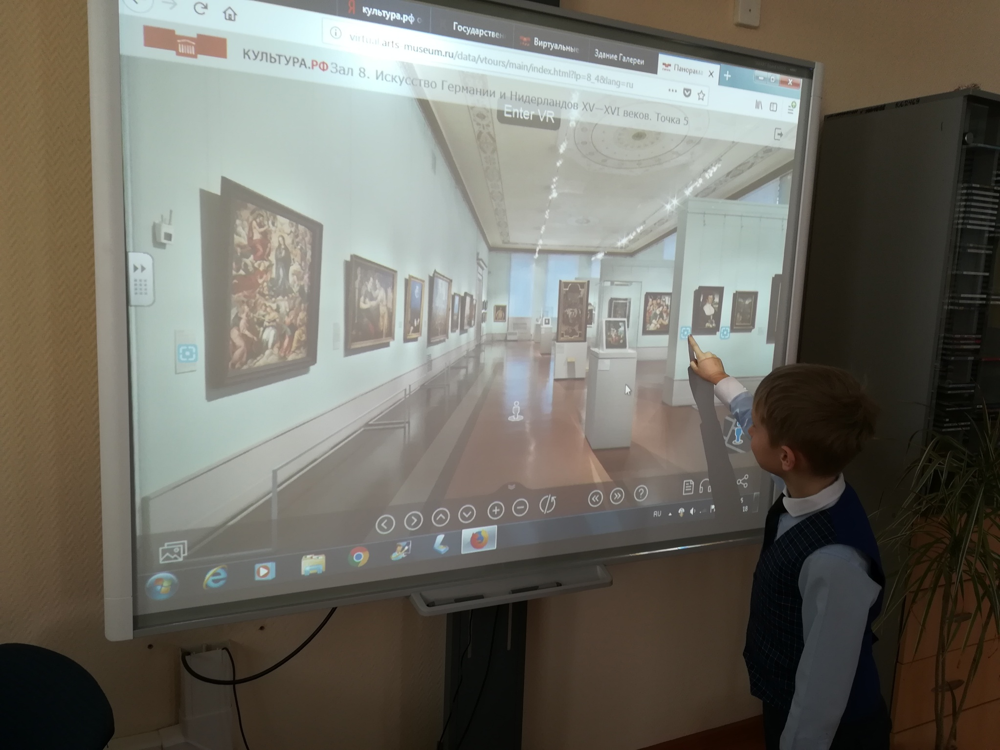 культура.рф
Государствен
Виртуальные
Здание Галереи
Панорама
virtual.arts-museum.ru/data/vtours/main/index.html?lp=8_4&lang=ru
КУЛЬТУРА.РФ Зал 8. Искусство Германии и Нидерландов XV—XVI веков. Точка 5
Enter VR
RU
5
18